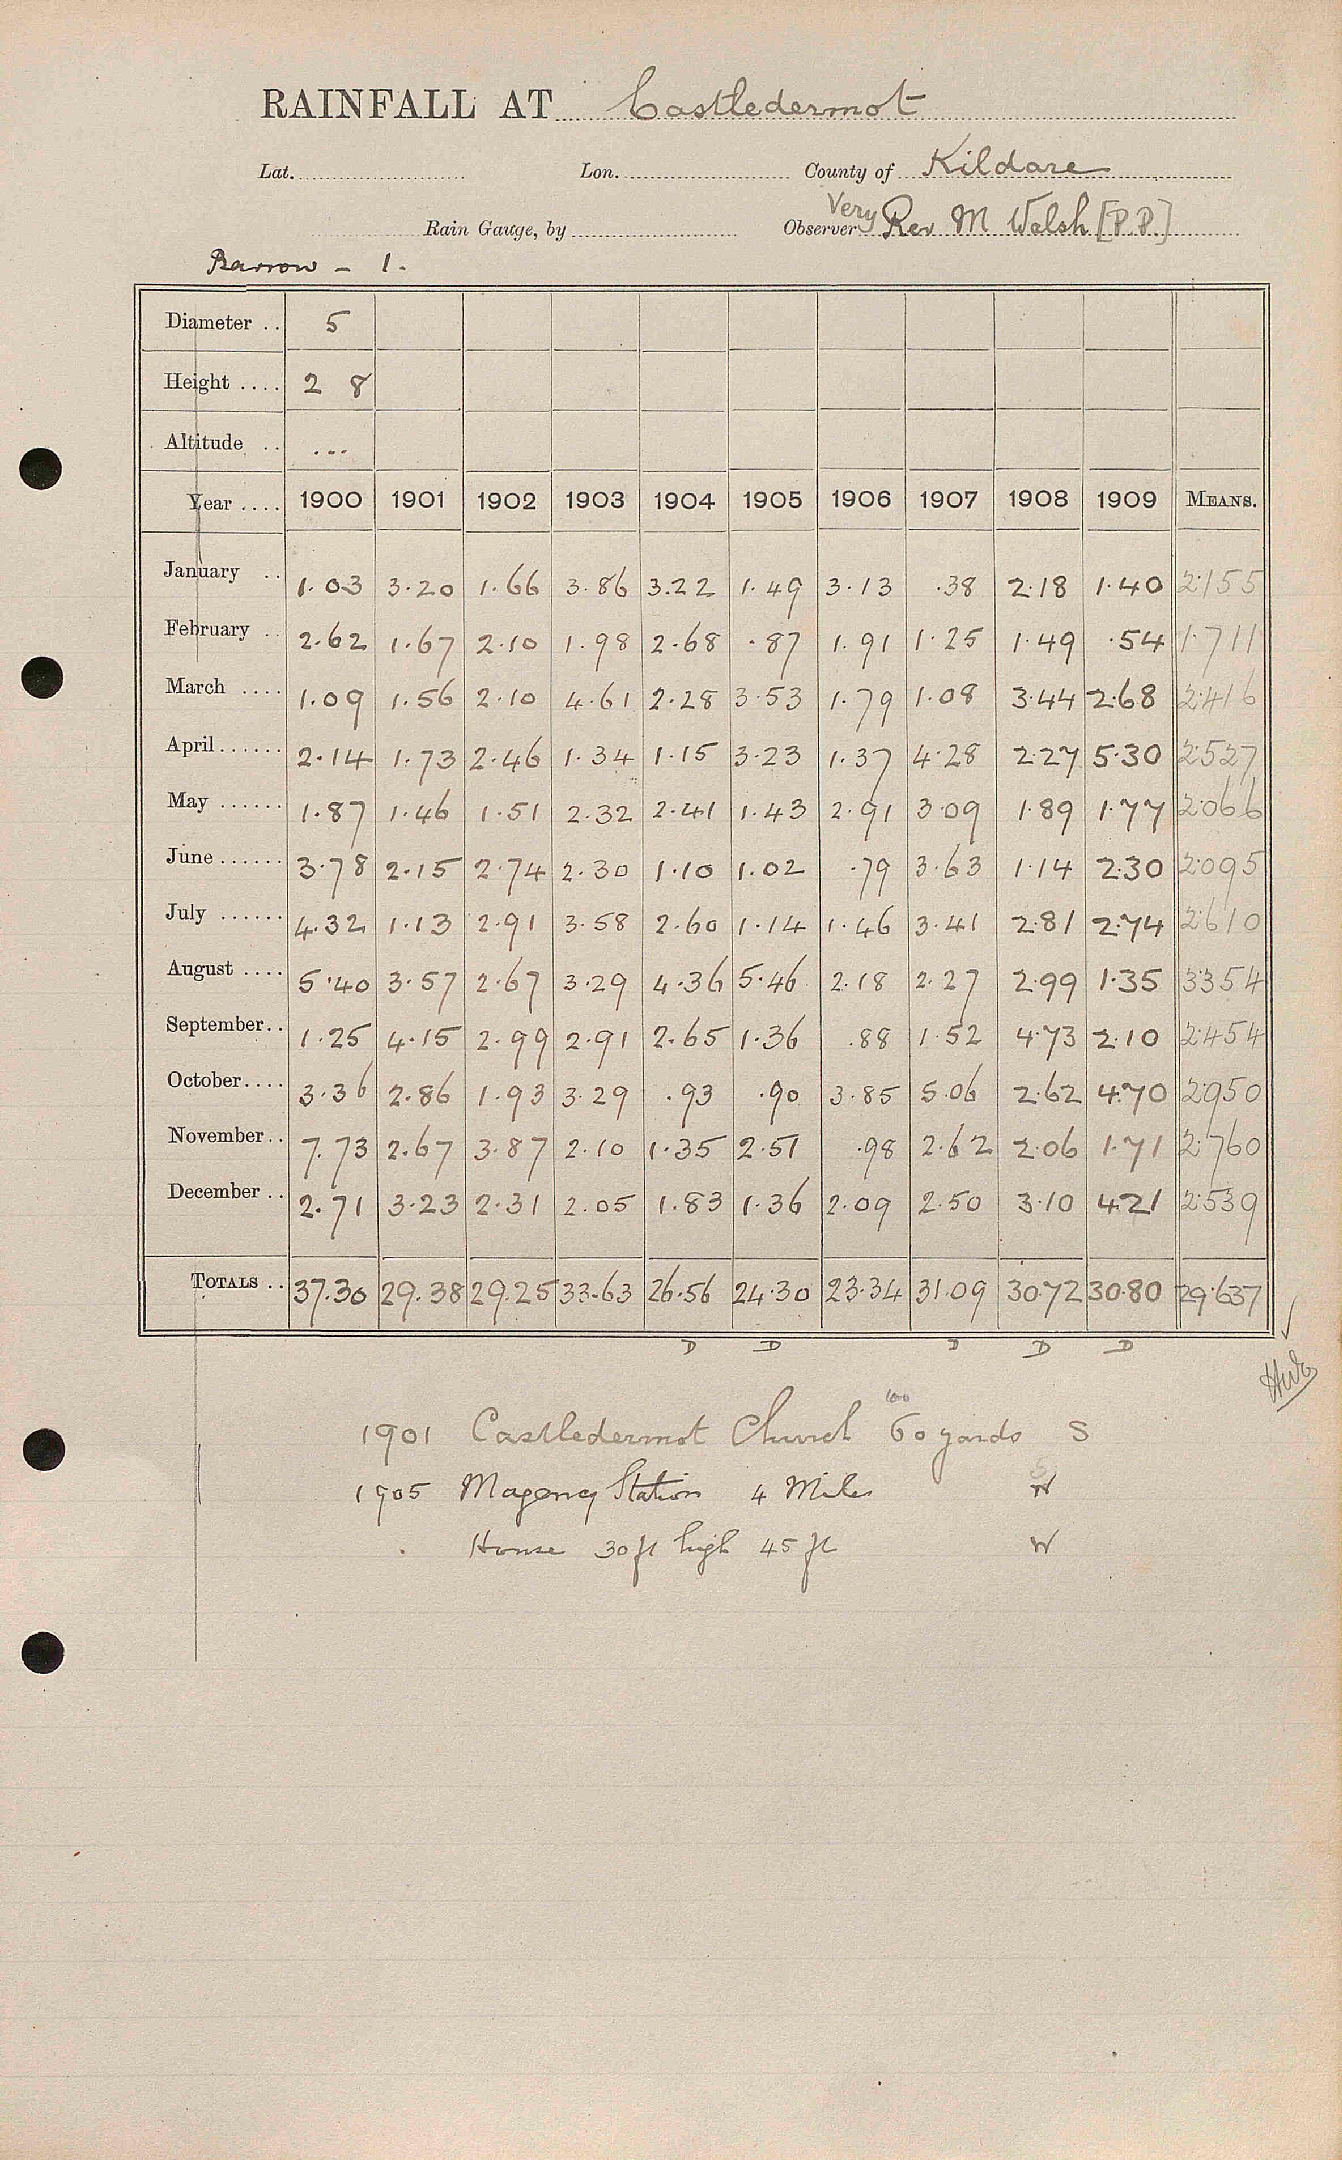 RAINFALL AT Castledermot
Lat. Lon. County of Kildare
Rain Gauge, by Observer Very Rev M Walsh [P.P.]
Barrow - 1.
Diameter .. 5
Height .... 2 8
Altitude .. ...
Year .... 1900 1901 1902 1903 1904 1905 1906 1907 1908 1909 MEANS.
January .. 1.03 3.20 1.66 3.86 3.22 1.49 3.13 .38 2.18 1.40 2.155
February .. 2.62 1.67 2.10 1.98 2.68 .87 1.91 1.25 1.49 .54 1.711
March .... 1.09 1.56 2.10 4.61 2.28 3.53 1.79 1.08 3.44 2.68 2.416
April ...... 2.14 1.73 2.46 1.34 1.15 3.23 1.37 4.28 2.27 5.30 2.527
May ...... 1.87 1.46 1.51 2.32 2.41 1.43 2.91 3.09 1.89 1.77 2.066
June ...... 3.78 2.15 2.74 2.30 1.10 1.02 .79 3.63 1.14 2.30 2.095
July ...... 4.32 1.13 2.91 3.58 2.60 1.14 1.46 3.41 2.81 2.74 2.610
August .... 5.40 3.57 2.67 3.29 4.36 5.46 2.18 2.27 2.99 1.35 3.354
September .. 1.25 4.15 2.99 2.91 2.65 1.36 .88 1.52 4.73 2.10 2.454
October .... 3.36 2.86 1.93 3.29 .93 .90 3.85 5.06 2.62 4.70 2.950
November .. 7.73 2.67 3.87 2.10 1.35 2.51 .98 2.62 2.06 1.71 2.760
December .. 2.71 3.23 2.31 2.05 1.83 1.36 2.09 2.50 3.10 4.21 2.539
TOTALS .. 37.30 29.38 29.25 33.63 26.56 24.30 23.34 31.09 30.72 30.80 29.637
D D D D D
100
1901 Castledermot Church 60 yards S
1905 Mageney Station 4 Miles
House 30 ft high 45 ft W